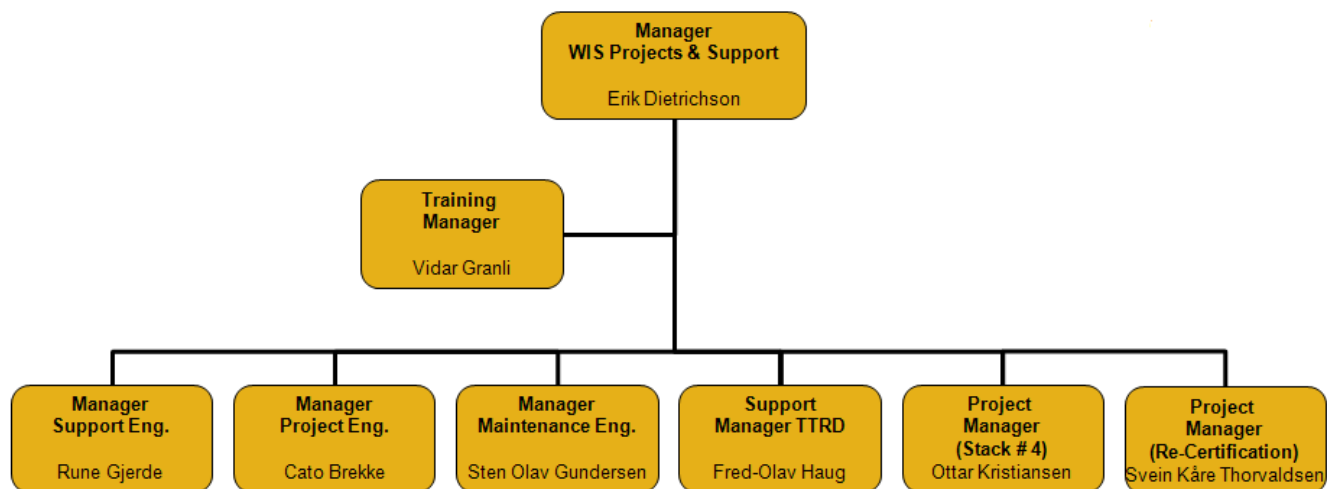 Manager
WIS Projects & Support
Erik Dietrichson
Training
Manager
Vidar Granli
Manager
Support Eng.
Rune Gjerde
Manager
Project Eng.
Cato Brekke
Manager
Maintenance Eng.
Sten Olav Gundersen
Support
Manager TTRD
Fred-Olav Haug
Project
Manager
(Stack # 4)
Ottar Kristiansen
Project
Manager
(Re-Certification)
Svein Kåre Thorvaldsen